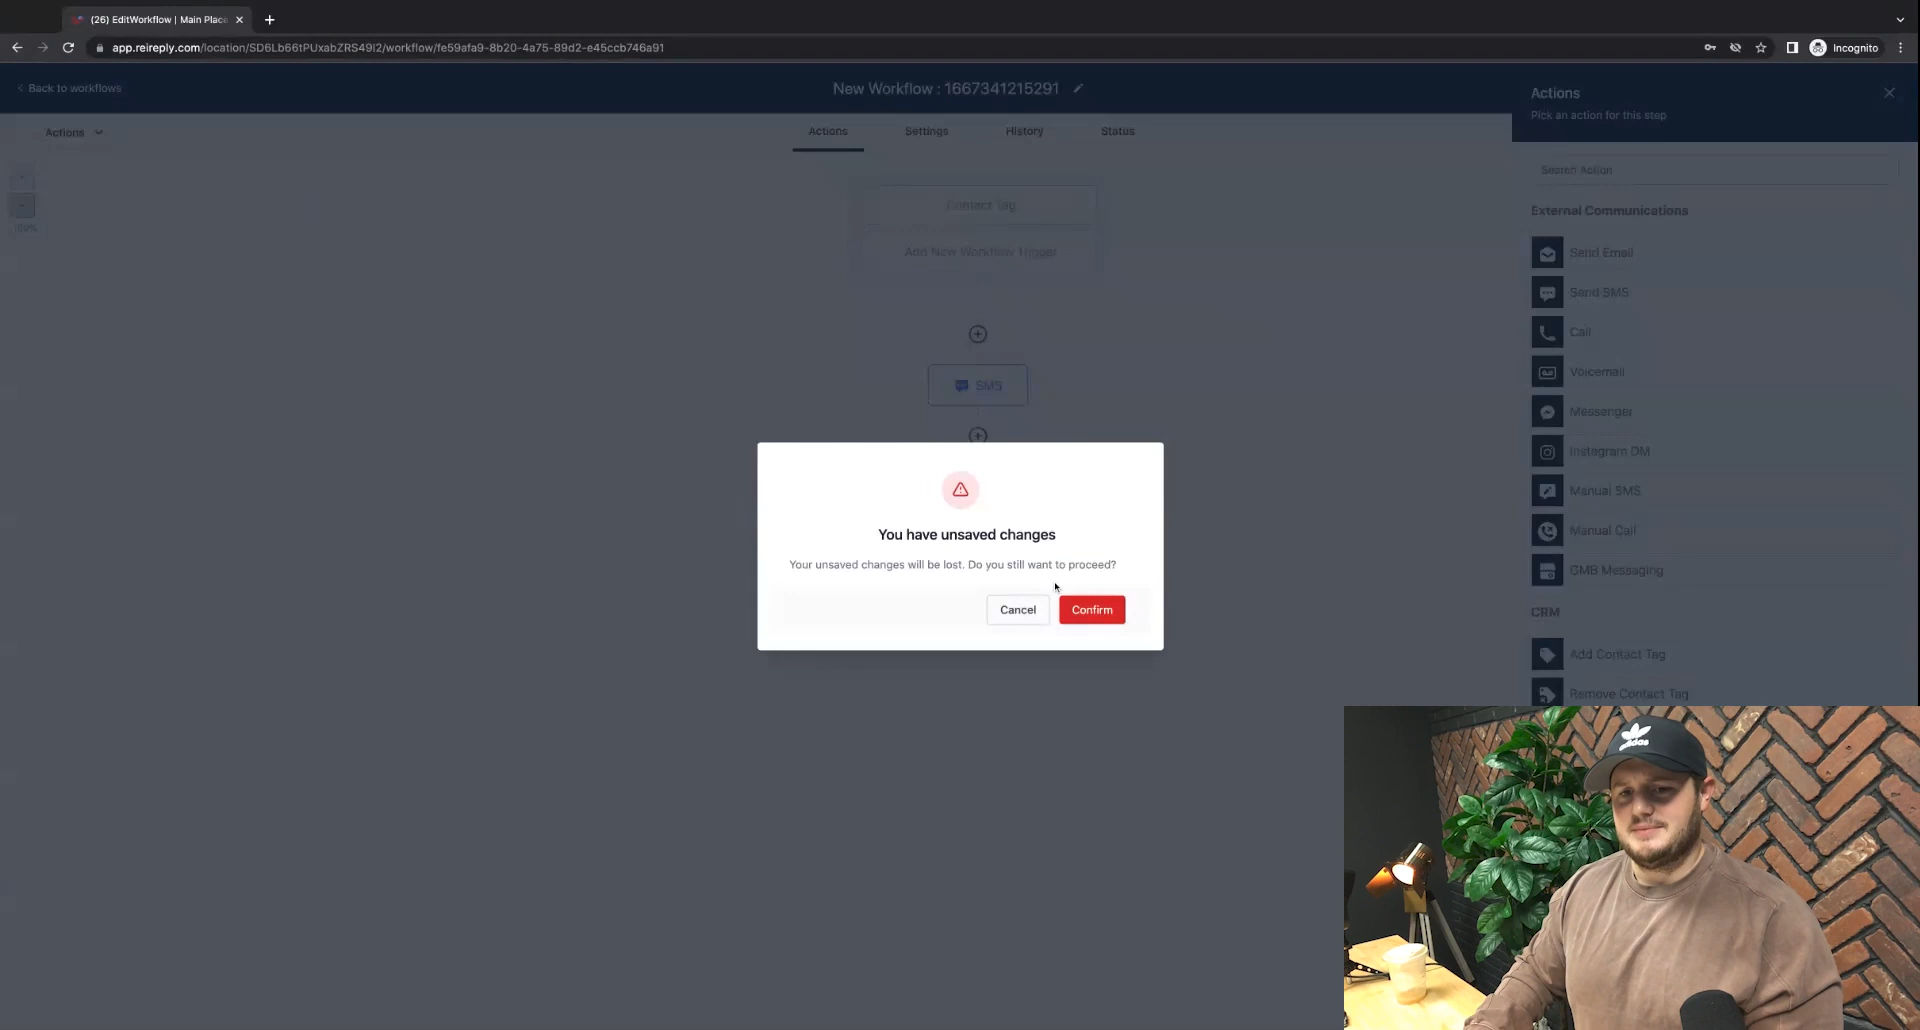 (26) EditWorkflow | Main Place
app.reireply.com/location/SD6Lb66tPUxabZRS49I2/workflow/fe59afa9-8b20-4a75-89d2-e45ccb746a91
Incognito
Back to workflows
New Workflow : 1667341215291
Actions
Pick an action for this step
Actions
Actions
Settings
History
Status
Search Action
Contact Tag
External Communications
100%
Add New Workflow Trigger
Send Email
Send SMS
Call
Voicemail
SMS
Messenger
Instagram DM
Manual SMS
Manual Call
GMB Messaging
You have unsaved changes
Your unsaved changes will be lost. Do you still want to proceed?
Cancel
Confirm
CRM
Add Contact Tag
Remove Contact Tag
adidas